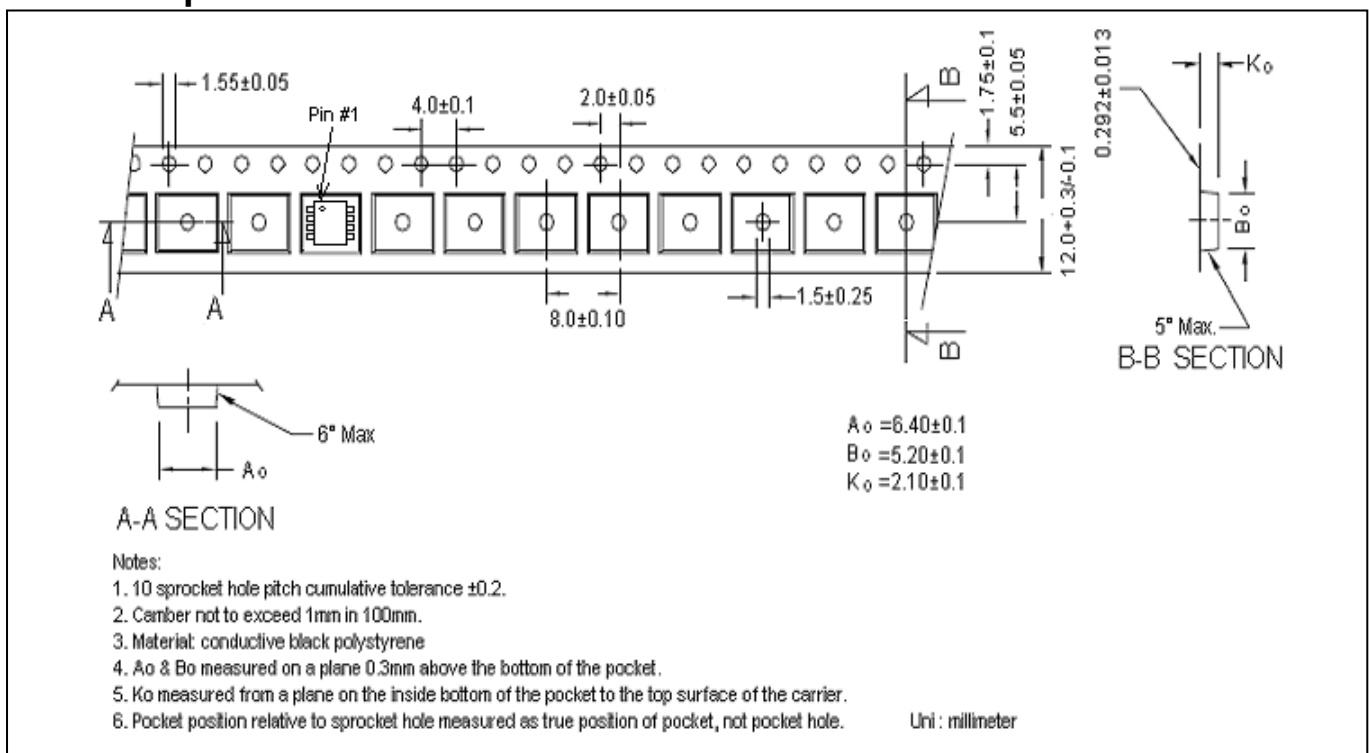 1.55±0.05
Pin #1
4.0±0.1
2.0±0.05
B
1.75±0.1
5.5±0.05
12.0+0.3/-0.1
0.292±0.013
Ko
Bo
5° Max.
B-B SECTION
A
A
8.0±0.10
1.5±0.25
B
6° Max
Ao
A-A SECTION
Ao =6.40±0.1
Bo =5.20±0.1
Ko =2.10±0.1
Notes:
1. 10 sprocket hole pitch cumulative tolerance ±0.2.
2. Camber not to exceed 1mm in 100mm.
3. Material: conductive black polystyrene
4. Ao & Bo measured on a plane 0.3mm above the bottom of the pocket.
5. Ko measured from a plane on the inside bottom of the pocket to the top surface of the carrier.
6. Pocket position relative to sprocket hole measured as true position of pocket, not pocket hole.
Uni : millimeter